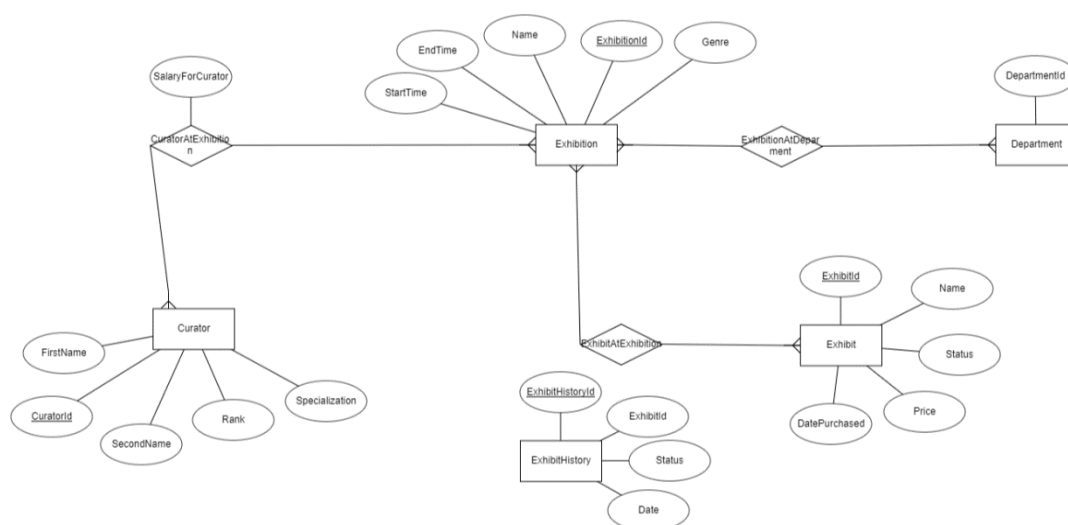 Name
ExhibitionId
Genre
EndTime
SalaryForCurator
StartTime
DepartmentId
CuratorAtExhibitio
n
Exhibition
ExhibitionAtDepar
tment
Department
ExhibitId
Name
Curator
FirstName
ExhibitAtExhibition
Exhibit
Status
Specialization
ExhibitHistoryId
CuratorId
Rank
SecondName
ExhibitId
DatePurchased
Price
ExhibitHistory
Status
Date